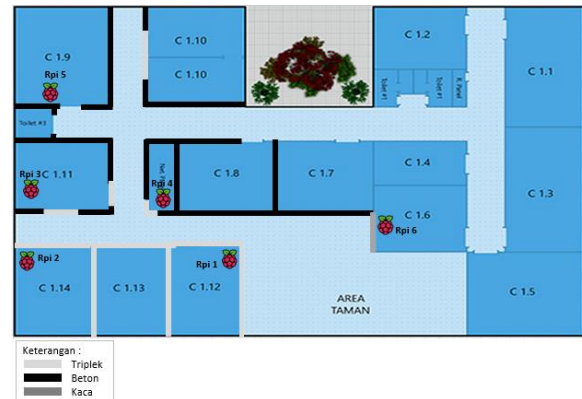 C 1.9
Rpi 5
C 1.10
C 1.10
C 1.2
C 1.1
Toilet #1
Toilet #1
R. Panel
Toilet #3
Rpi 3
C 1.11
Rpi 4
C 1.8
C 1.7
C 1.4
C 1.3
C 1.6
Rpi 6
Rpi 2
Rpi 1
C 1.14
C 1.13
C 1.12
C 1.5
AREA
TAMAN
Keterangan :
Triplek
Beton
Kaca